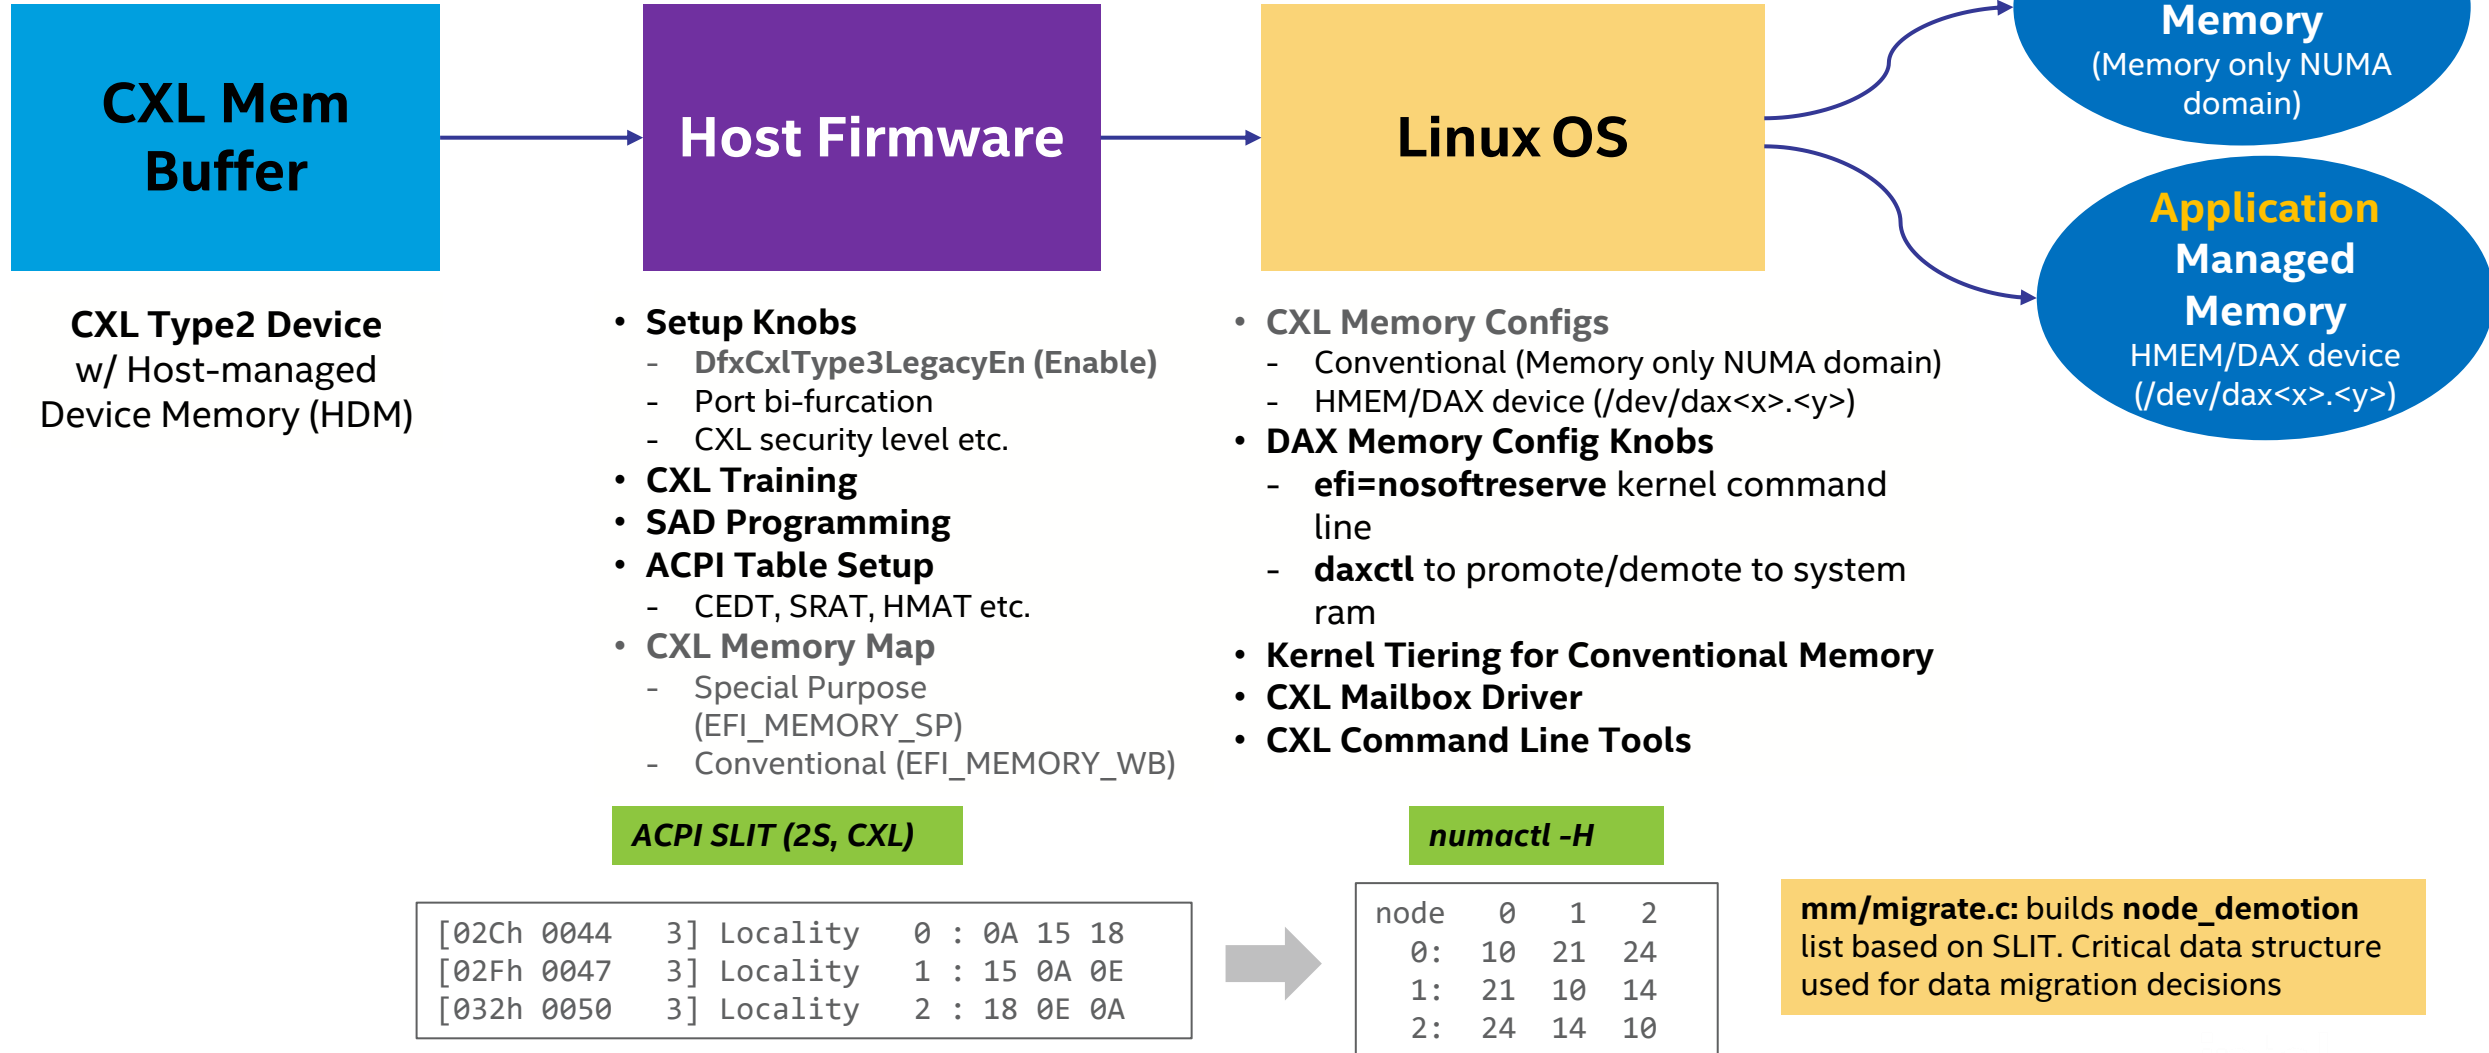 CXL Mem
Buffer
Host Firmware
Linux OS
Memory
(Memory only NUMA
domain)
Application
Managed
Memory
HMEM/DAX device
(/dev/dax<x>.<y>)
CXL Type2 Device
w/ Host-managed
Device Memory (HDM)
• Setup Knobs
- DfxCxlType3LegacyEn (Enable)
- Port bi-furcation
- CXL security level etc.
• CXL Training
• SAD Programming
• ACPI Table Setup
- CEDT, SRAT, HMAT etc.
• CXL Memory Map
- Special Purpose
(EFI_MEMORY_SP)
- Conventional (EFI_MEMORY_WB)
• CXL Memory Configs
- Conventional (Memory only NUMA domain)
- HMEM/DAX device (/dev/dax<x>.<y>)
• DAX Memory Config Knobs
- efi=nosoftreserve kernel command
line
- daxctl to promote/demote to system
ram
• Kernel Tiering for Conventional Memory
• CXL Mailbox Driver
• CXL Command Line Tools
ACPI SLIT (2S, CXL)
[02Ch 0044   3] Locality   0 : 0A 15 18
[02Fh 0047   3] Locality   1 : 15 0A 0E
[032h 0050   3] Locality   2 : 18 0E 0A
numactl -H
node   0   1   2
0:  10  21  24
1:  21  10  14
2:  24  14  10
mm/migrate.c: builds node_demotion
list based on SLIT. Critical data structure
used for data migration decisions